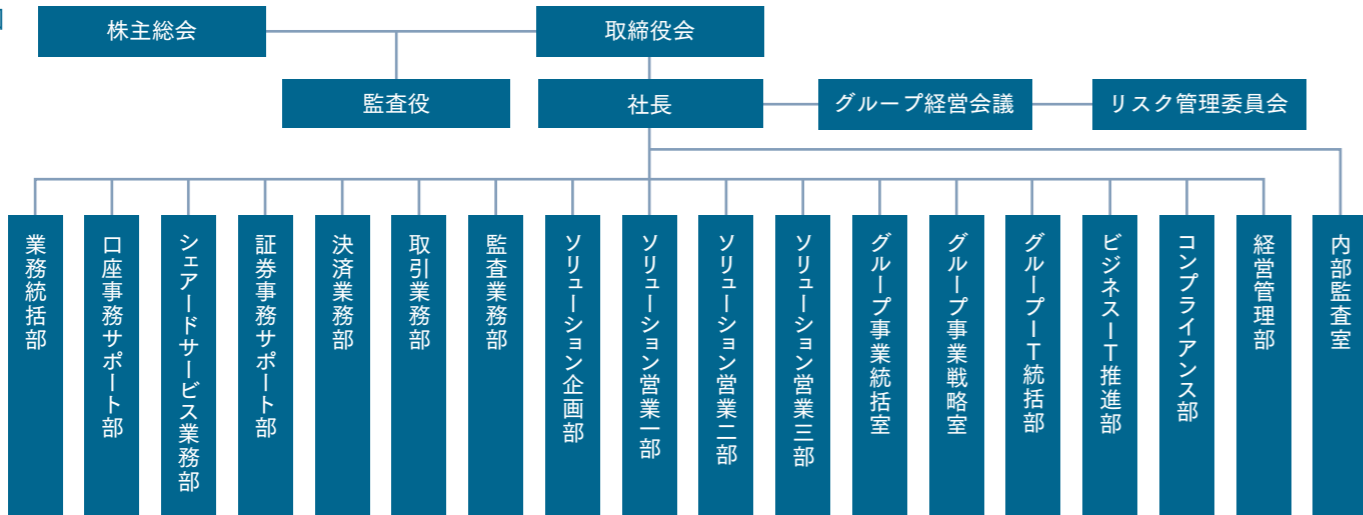 株主総会
取締役会
監査役
社長
グループ経営会議
リスク管理委員会
業務統括部
口座事務サポート部
シェアードサービス業務部
証券事務サポート部
決済業務部
取引業務部
監査業務部
ソリューション企画部
ソリューション営業一部
ソリューション営業二部
ソリューション営業三部
グループ事業統括室
グループ事業戦略室
グループIT統括部
ビジネスIT推進部
コンプライアンス部
経営管理部
内部監査室